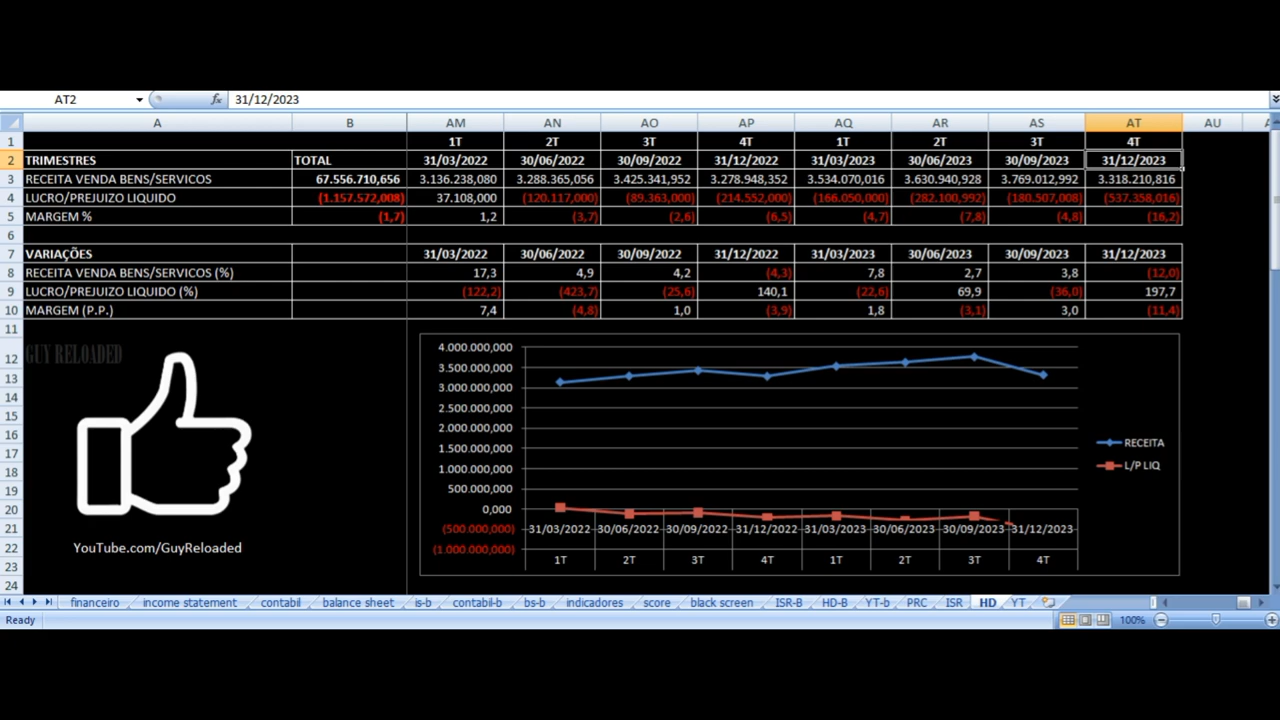 AT2 fx 31/12/2023
A B AM AN AO AP AQ AR AS AT AU
1 1T 2T 3T 4T 1T 2T 3T 4T
2 TRIMESTRES TOTAL 31/03/2022 30/06/2022 30/09/2022 31/12/2022 31/03/2023 30/06/2023 30/09/2023 31/12/2023
3 RECEITA VENDA BENS/SERVICOS 67.556.710,656 3.136.238,080 3.288.365,056 3.425.341,952 3.278.948,352 3.534.070,016 3.630.940,928 3.769.012,992 3.318.210,816
4 LUCRO/PREJUIZO LIQUIDO (1.157.572,008) 37.108,000 (120.117,000) (89.363,000) (214.552,000) (166.050,000) (282.100,992) (180.507,008) (537.358,016)
5 MARGEM % (1,7) 1,2 (3,7) (2,6) (6,5) (4,7) (7,8) (4,8) (16,2)
6
7 VARIAÇÕES 31/03/2022 30/06/2022 30/09/2022 31/12/2022 31/03/2023 30/06/2023 30/09/2023 31/12/2023
8 RECEITA VENDA BENS/SERVICOS (%) 17,3 4,9 4,2 (4,3) 7,8 2,7 3,8 (12,0)
9 LUCRO/PREJUIZO LIQUIDO (%) (122,2) (423,7) (25,6) 140,1 (22,6) 69,9 (36,0) 197,7
10 MARGEM (P.P.) 7,4 (4,8) 1,0 (3,9) 1,8 (3,1) 3,0 (11,4)
11
12 GUY RELOADED 4.000.000,000
3.500.000,000
13 3.000.000,000
14 2.500.000,000
15 2.000.000,000
16 RECEITA
17 1.500.000,000
18 1.000.000,000 L/P LIQ
19 500.000,000
20 0,000
21 (500.000,000) 31/03/2022 30/06/2022 30/09/2022 31/12/2022 31/03/2023 30/06/2023 30/09/2023 31/12/2023
22 YouTube.com/GuyReloaded (1.000.000,000)
23 1T 2T 3T 4T 1T 2T 3T 4T
24
financeiro income statement contabil balance sheet is-b contabil-b bs-b indicadores score black screen ISR-B HD-B YT-b PRC ISR HD YT
Ready 100%